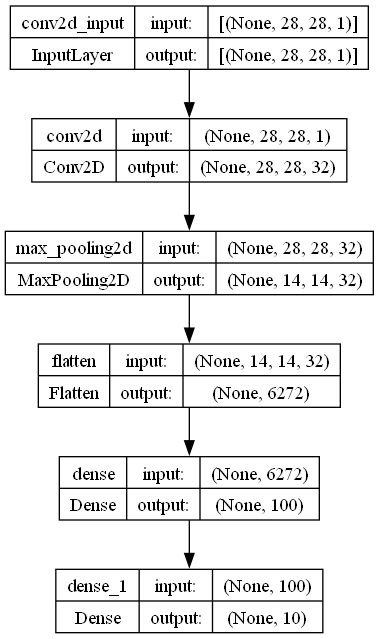 conv2d_input input: [(None, 28, 28, 1)]
InputLayer output: [(None, 28, 28, 1)]
conv2d input: (None, 28, 28, 1)
Conv2D output: (None, 28, 28, 32)
max_pooling2d input: (None, 28, 28, 32)
MaxPooling2D output: (None, 14, 14, 32)
flatten input: (None, 14, 14, 32)
Flatten output: (None, 6272)
dense input: (None, 6272)
Dense output: (None, 100)
dense_1 input: (None, 100)
Dense output: (None, 10)